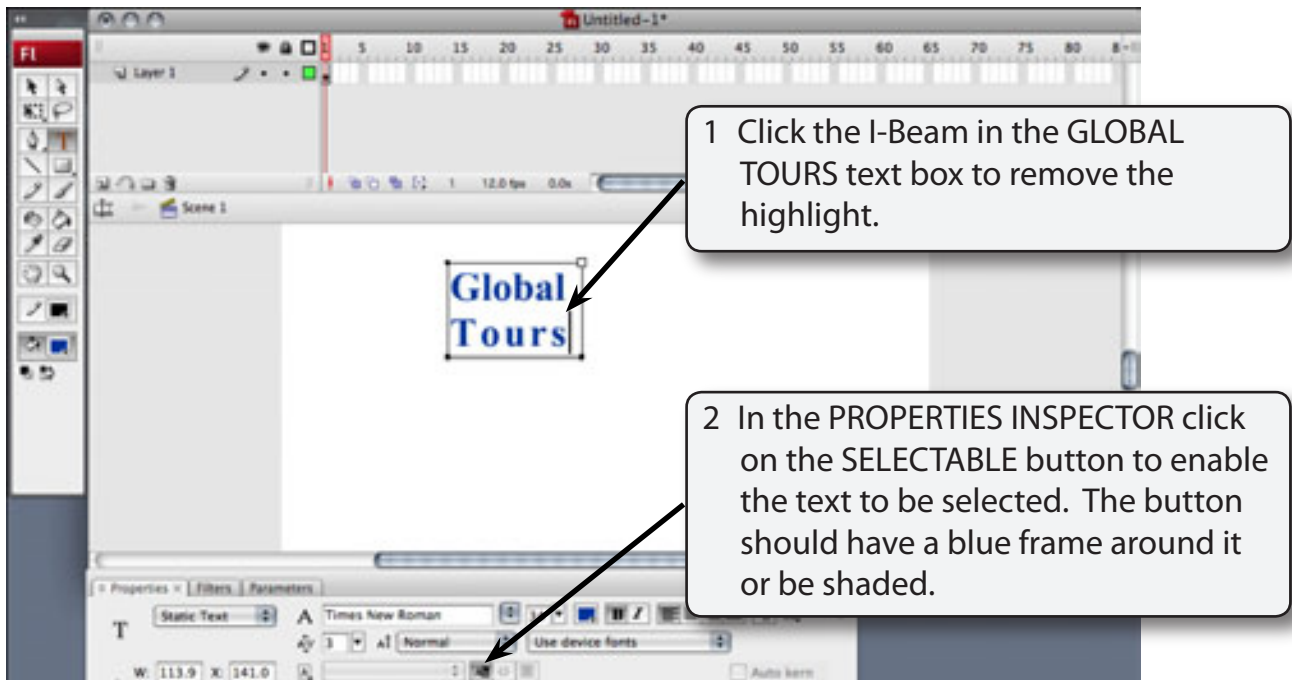 Untitled-1*
Fl
5 10 15 20 25 30 35 40 45 50 55 60 65 70 75 80
Layer 1
1 12.0 fps 0.0s
Scene 1
1 Click the I-Beam in the GLOBAL
TOURS text box to remove the
highlight.
Global
Tours
2 In the PROPERTIES INSPECTOR click
on the SELECTABLE button to enable
the text to be selected. The button
should have a blue frame around it
or be shaded.
Properties × Filters Parameters
T Static Text A Times New Roman B I
3 Normal Use device fonts
W: 113.9 X: 141.0 Auto kern